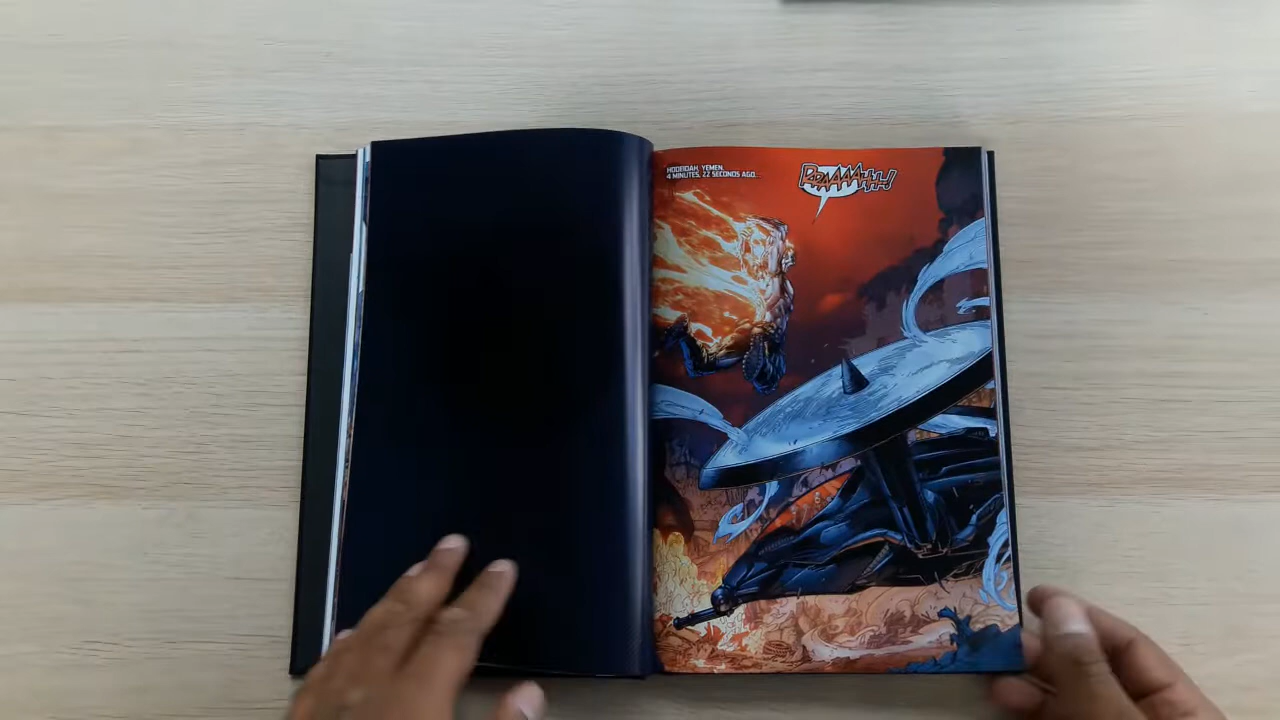 HODEIDAH, YEMEN.
4 MINUTES, 22 SECONDS AGO...